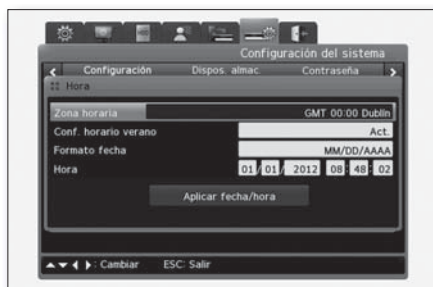 Configuración del sistema
Configuración Dispos. almac. Contraseña
Hora
Zona horaria GMT 00:00 Dublín
Conf. horario verano Act.
Formato fecha MM/DD/AAAA
Hora 01 / 01 / 2012 08 : 48 : 02
Aplicar fecha/hora
: Cambiar ESC: Salir